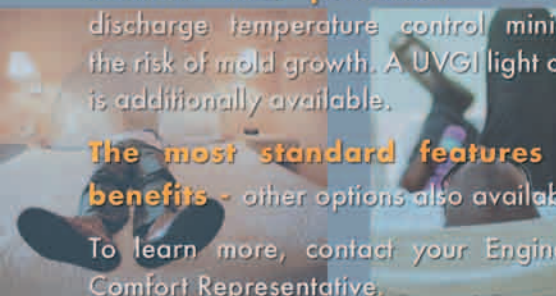 discharge temperature control mini
the risk of mold growth. A UVGI light
is additionally available.
The most standard features
benefits - other options also availab
To learn more, contact your Engin
Comfort Representative.